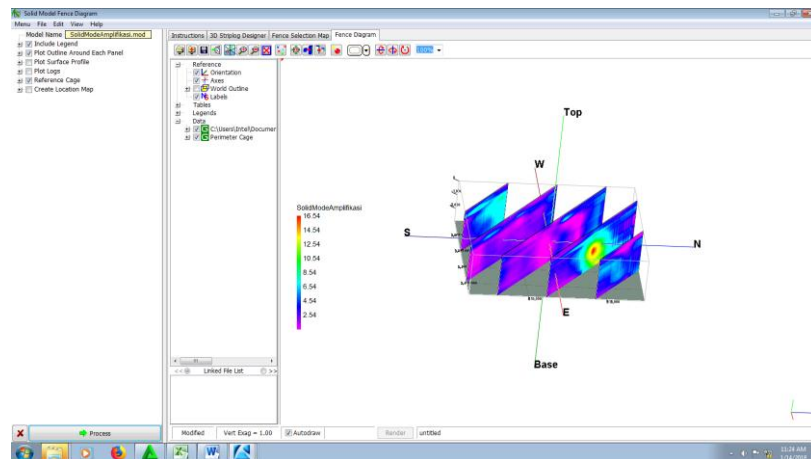 Solid Model Fence Diagram
Menu File Edit View Help
Model Name SolidModeAmplifikasi.mod
Include Legend
Plot Outline Around Each Panel
Plot Surface Profile
Plot Logs
Reference Cage
Create Location Map
Instructions 3D Striplog Designer Fence Selection Map Fence Diagram
100%
Reference
Orientation
Axes
World Outline
Labels
Tables
Legends
Data
C:\Users\Intel\Documer
Perimeter Cage
Linked File List
SolidModeAmplifikasi
16.54
14.54
12.54
10.54
8.54
6.54
4.54
2.54
Top
W
S
N
E
Base
Process
Modified Vert Exag = 1.00 Autodraw Render untitled
11:24 AM